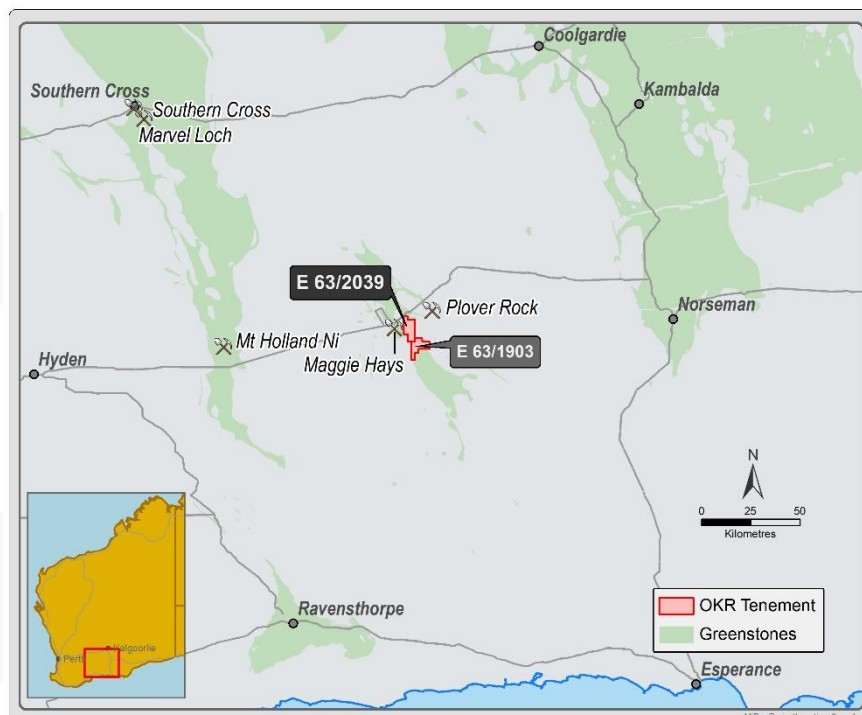 Coolgardie
Southern Cross
Southern Cross
Marvel Loch
Kambalda
E 63/2039
Plover Rock
Norseman
Mt Holland Ni
Maggie Hays
E 63/1903
Hyden
N
0 25 50
Kilometres
Kalgoorlie
Perth
Ravensthorpe
OKR Tenement
Greenstones
Esperance